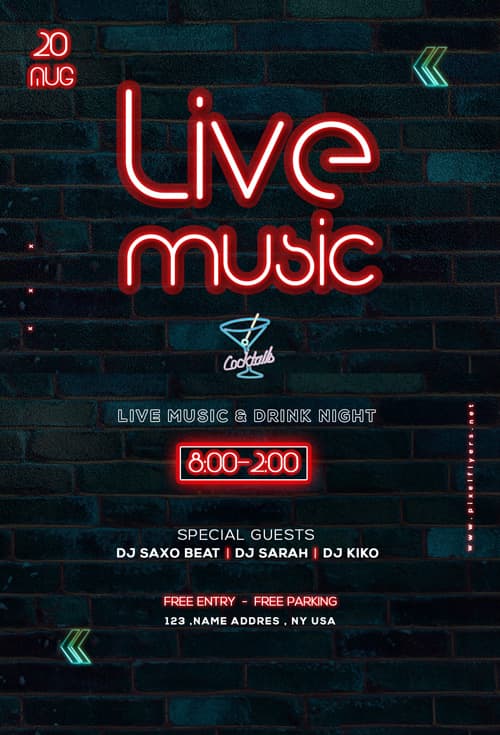 20
AUG
Live
music
Cocktails
LIVE MUSIC & DRINK NIGHT
8:00-2:00
www.pixelflyers.net
SPECIAL GUESTS
DJ SAXO BEAT | DJ SARAH | DJ KIKO
FREE ENTRY - FREE PARKING
123 ,NAME ADDRES , NY USA